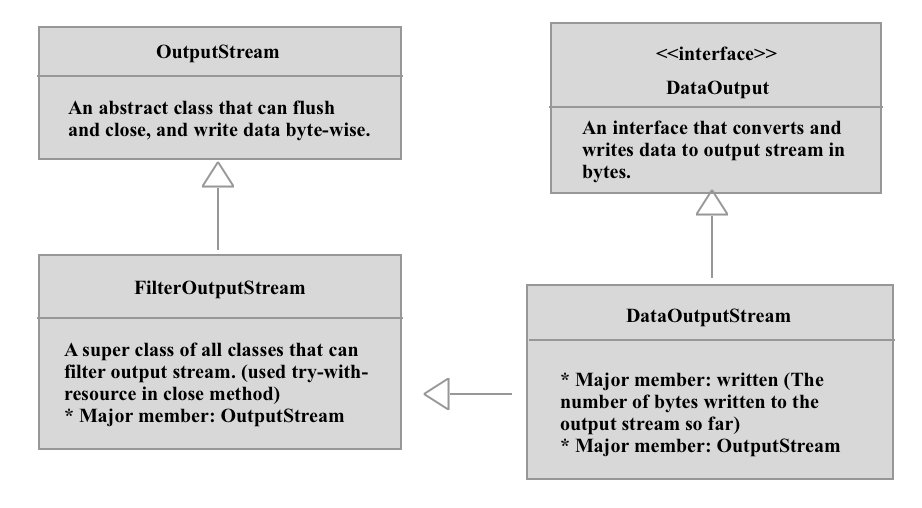 OutputStream
An abstract class that can flush
and close, and write data byte-wise.
<<interface>>
DataOutput
An interface that converts and
writes data to output stream in
bytes.
FilterOutputStream
A super class of all classes that can
filter output stream. (used try-with-
resource in close method)
* Major member: OutputStream
DataOutputStream
* Major member: written (The
number of bytes written to the
output stream so far)
* Major member: OutputStream